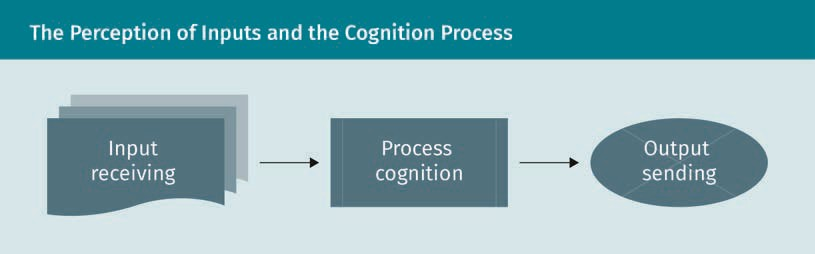 The Perception of Inputs and the Cognition Process
Input
receiving
Process
cognition
Output
sending